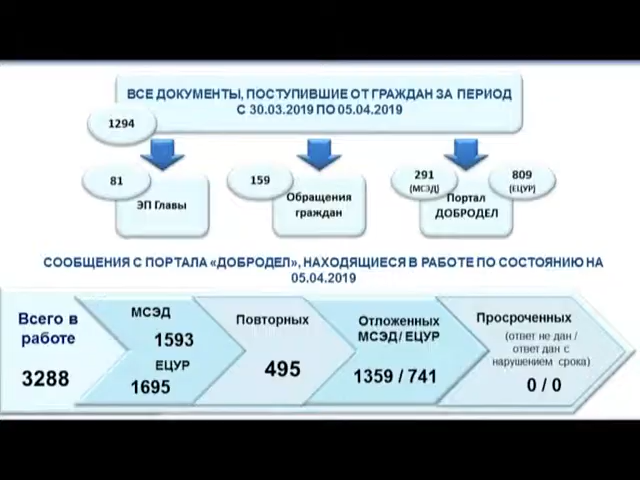 ВСЕ ДОКУМЕНТЫ, ПОСТУПИВШИЕ ОТ ГРАЖДАН ЗА ПЕРИОД
С 30.03.2019 ПО 05.04.2019
1294
81
ЭП Главы
159
Обращения
граждан
291
(МСЭД)
809
(ЕЦУР)
Портал
ДОБРОДЕЛ
СООБЩЕНИЯ С ПОРТАЛА «ДОБРОДЕЛ», НАХОДЯЩИЕСЯ В РАБОТЕ ПО СОСТОЯНИЮ НА
05.04.2019
Всего в
работе
3288
МСЭД
1593
ЕЦУР
1695
Повторных
495
Отложенных
МСЭД/ ЕЦУР
1359 / 741
Просроченных
(ответ не дан /
ответ дан с
нарушением срока)
0 / 0